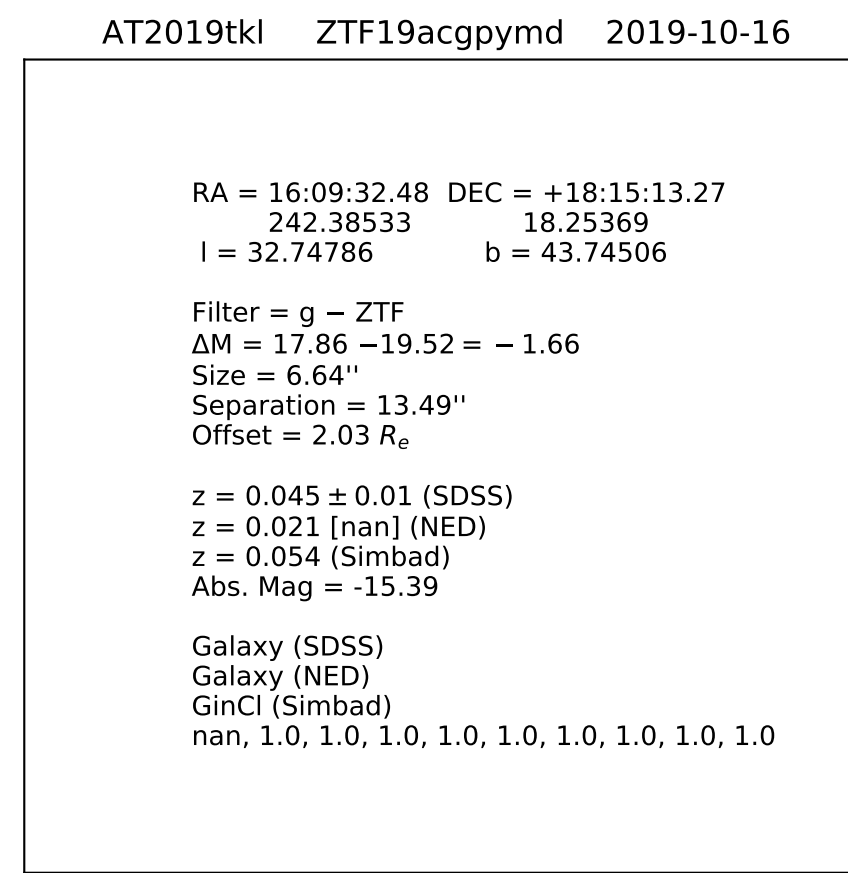 AT2019tkl ZTF19acgpymd 2019-10-16
RA = 16:09:32.48 DEC = +18:15:13.27
242.38533 18.25369
l = 32.74786 b = 43.74506
Filter = g − ZTF
ΔM = 17.86 −19.52 = − 1.66
Size = 6.64''
Separation = 13.49''
Offset = 2.03 Rₑ
z = 0.045 ± 0.01 (SDSS)
z = 0.021 [nan] (NED)
z = 0.054 (Simbad)
Abs. Mag = -15.39
Galaxy (SDSS)
Galaxy (NED)
GinCl (Simbad)
nan, 1.0, 1.0, 1.0, 1.0, 1.0, 1.0, 1.0, 1.0, 1.0